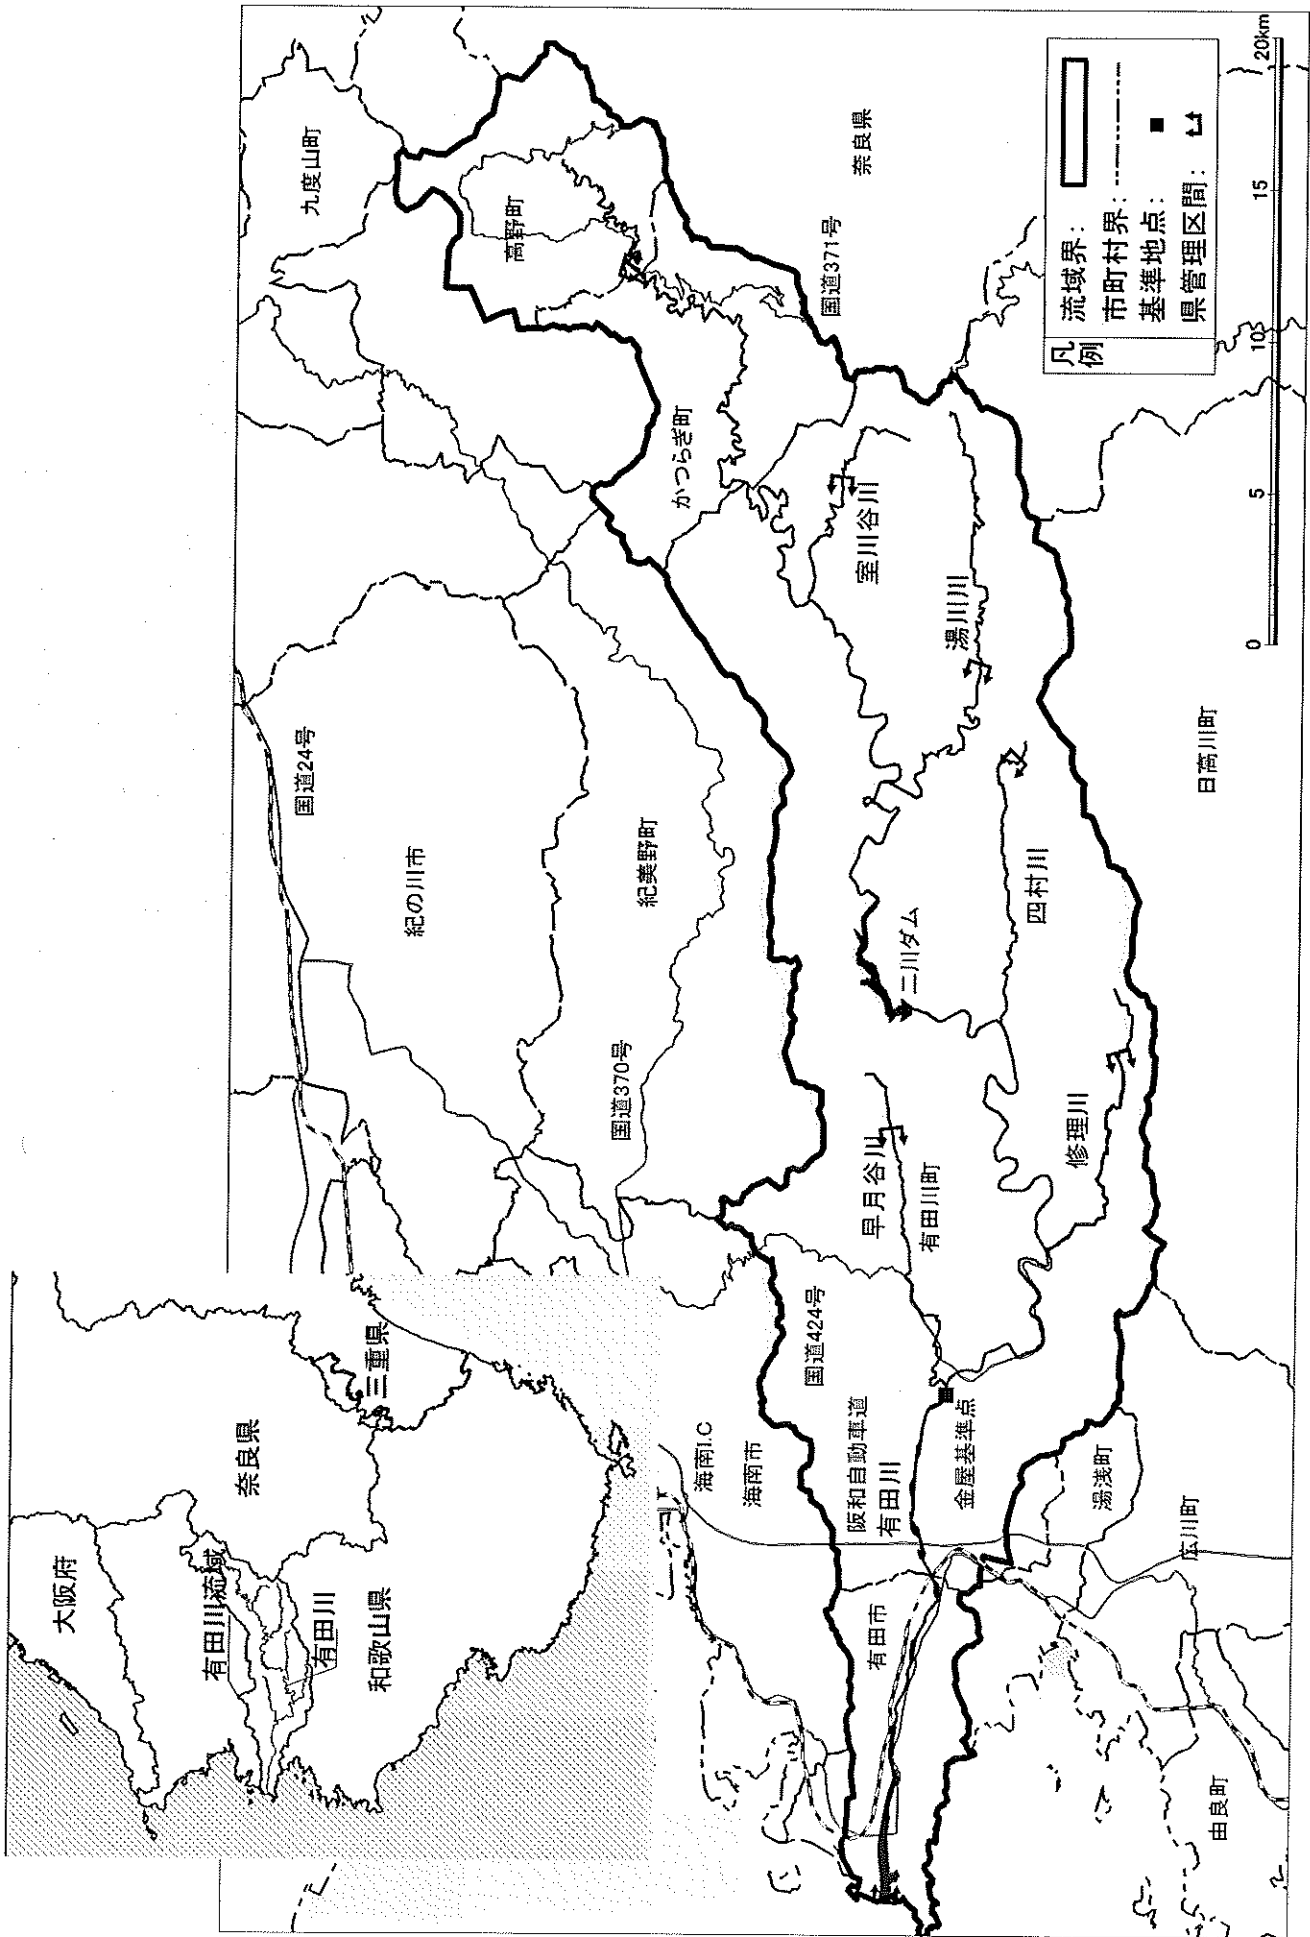 大阪府
奈良県
三重県
有田川流域
有田川
和歌山県
国道24号
紀の川市
紀美野町
国道370号
九度山町
高野町
かつらぎ町
国道371号
奈良県
室川谷川
湯川川
二川ダム
四村川
早月谷川
有田川町
修理川
日高川町
海南I.C
海南市
国道424号
阪和自動車道
有田川
金屋基準点
湯浅町
広川町
有田市
由良町
凡例
流域界：
市町村界：
基準地点：
県管理区間：
0 5 10 15 20km